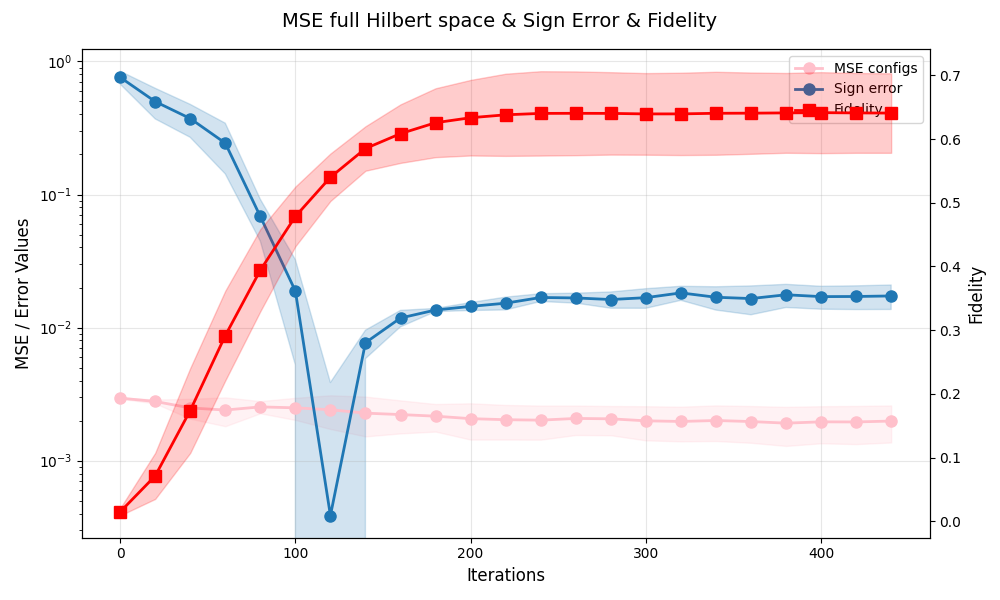 MSE full Hilbert space & Sign Error & Fidelity
MSE configs
Sign error
Fidelity
MSE / Error Values
10^0
10^-1
10^-2
10^-3
Fidelity
0.7
0.6
0.5
0.4
0.3
0.2
0.1
0.0
0
100
200
300
400
Iterations